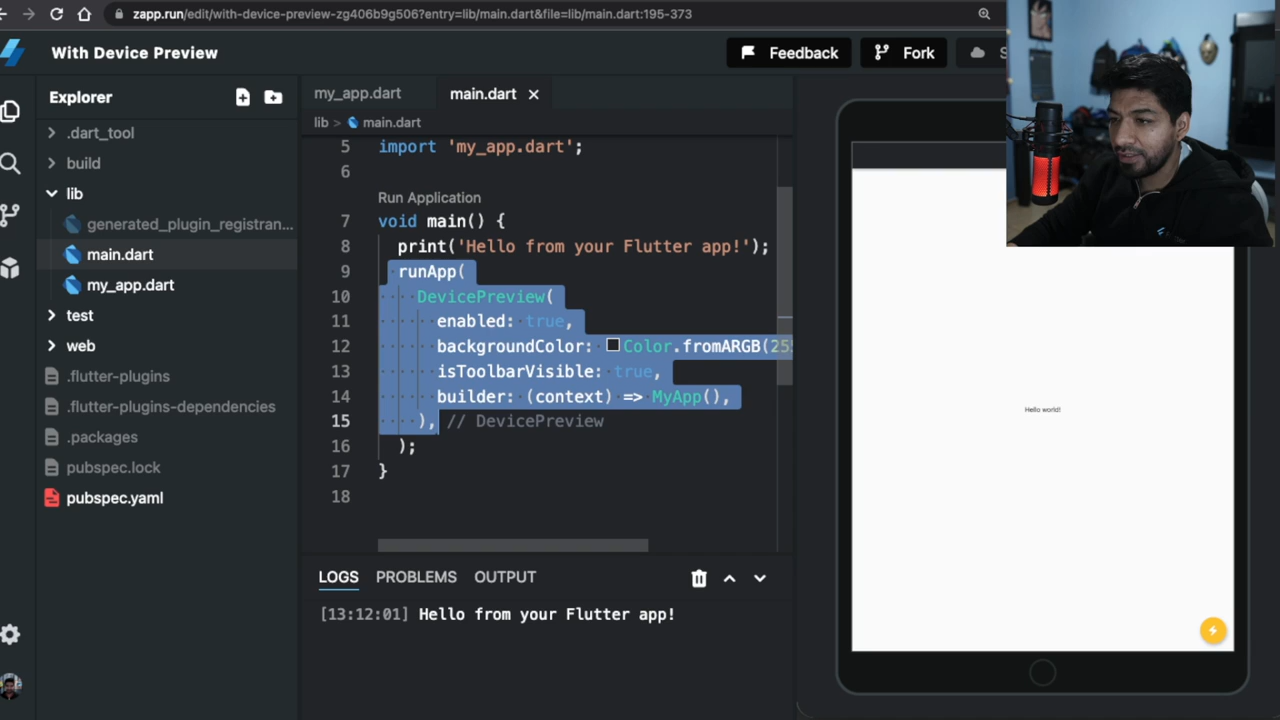 zapp.run/edit/with-device-preview-zg406b9g506?entry=lib/main.dart&file=lib/main.dart:195-373
With Device Preview
Feedback
Fork
Explorer
.dart_tool
build
lib
generated_plugin_registran...
main.dart
my_app.dart
test
web
.flutter-plugins
.flutter-plugins-dependencies
.packages
pubspec.lock
pubspec.yaml
my_app.dart
main.dart
lib > main.dart
5 import 'my_app.dart';
6
Run Application
7 void main() {
8 print('Hello from your Flutter app!');
9 runApp(
10 DevicePreview(
11 enabled: true,
12 backgroundColor: Color.fromARGB(255
13 isToolbarVisible: true,
14 builder: (context) => MyApp(),
15 ), // DevicePreview
16 );
17 }
18
LOGS PROBLEMS OUTPUT
[13:12:01] Hello from your Flutter app!
Hello world!